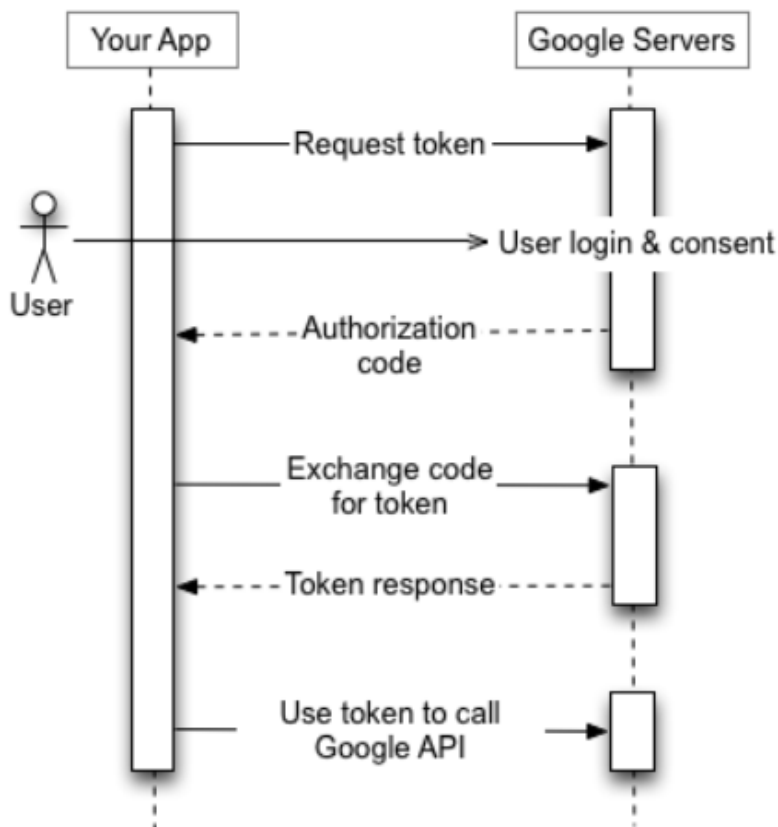 Your App
Google Servers
Request token
User login & consent
User
Authorization
code
Exchange code
for token
Token response
Use token to call
Google API